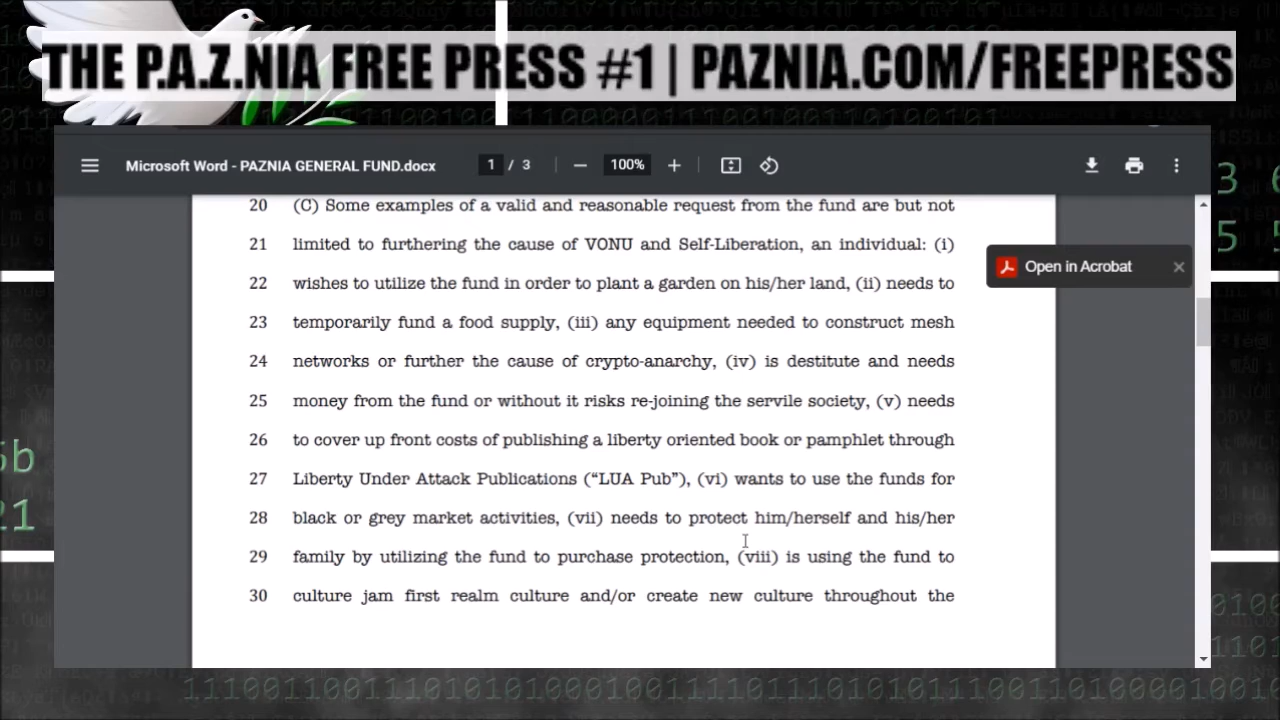 THE P.A.Z.NIA FREE PRESS #1 | PAZNIA.COM/FREEPRESS
Microsoft Word - PAZNIA GENERAL FUND.docx 1 / 3 100%
Open in Acrobat
20 (C) Some examples of a valid and reasonable request from the fund are but not
21 limited to furthering the cause of VONU and Self-Liberation, an individual: (i)
22 wishes to utilize the fund in order to plant a garden on his/her land, (ii) needs to
23 temporarily fund a food supply, (iii) any equipment needed to construct mesh
24 networks or further the cause of crypto-anarchy, (iv) is destitute and needs
25 money from the fund or without it risks re-joining the servile society, (v) needs
26 to cover up front costs of publishing a liberty oriented book or pamphlet through
27 Liberty Under Attack Publications (“LUA Pub”), (vi) wants to use the funds for
28 black or grey market activities, (vii) needs to protect him/herself and his/her
29 family by utilizing the fund to purchase protection, (viii) is using the fund to
30 culture jam first realm culture and/or create new culture throughout the